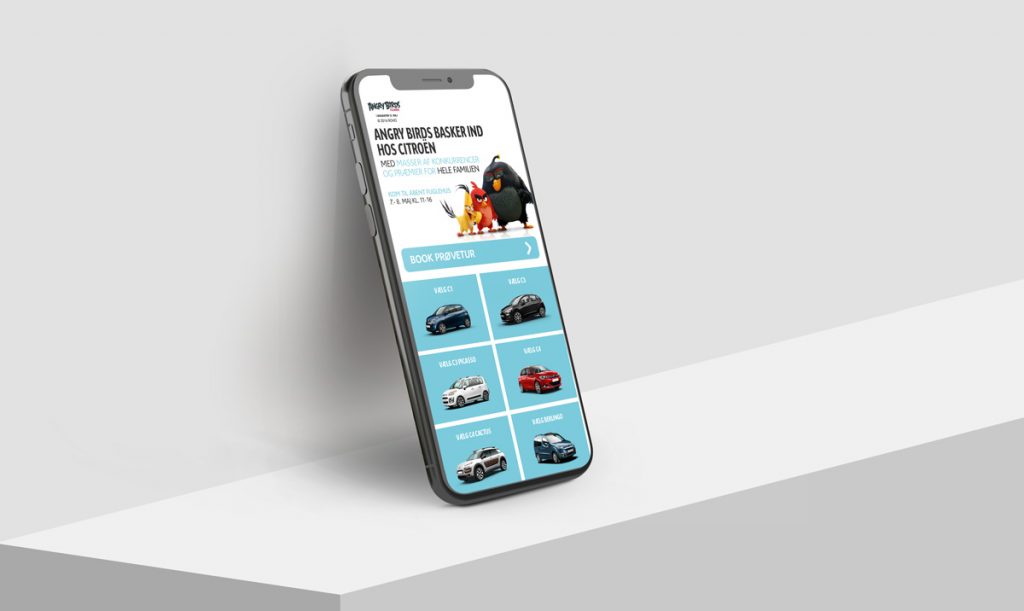 ANGRY BIRDS
ANGRY BIRDS BASKER IND
HOS CITROËN
MED MASSER AF KONKURRENCER
OG PRÆMIER FOR HELE FAMILIEN
KOM TIL ÅBENT FUGLEHUS
7.- 8. MAJ KL. 11-16
BOOK PRØVETUR
VÆLG C1
VÆLG C3
VÆLG C3 PICASSO
VÆLG C4
VÆLG C4 CACTUS
VÆLG BERLINGO